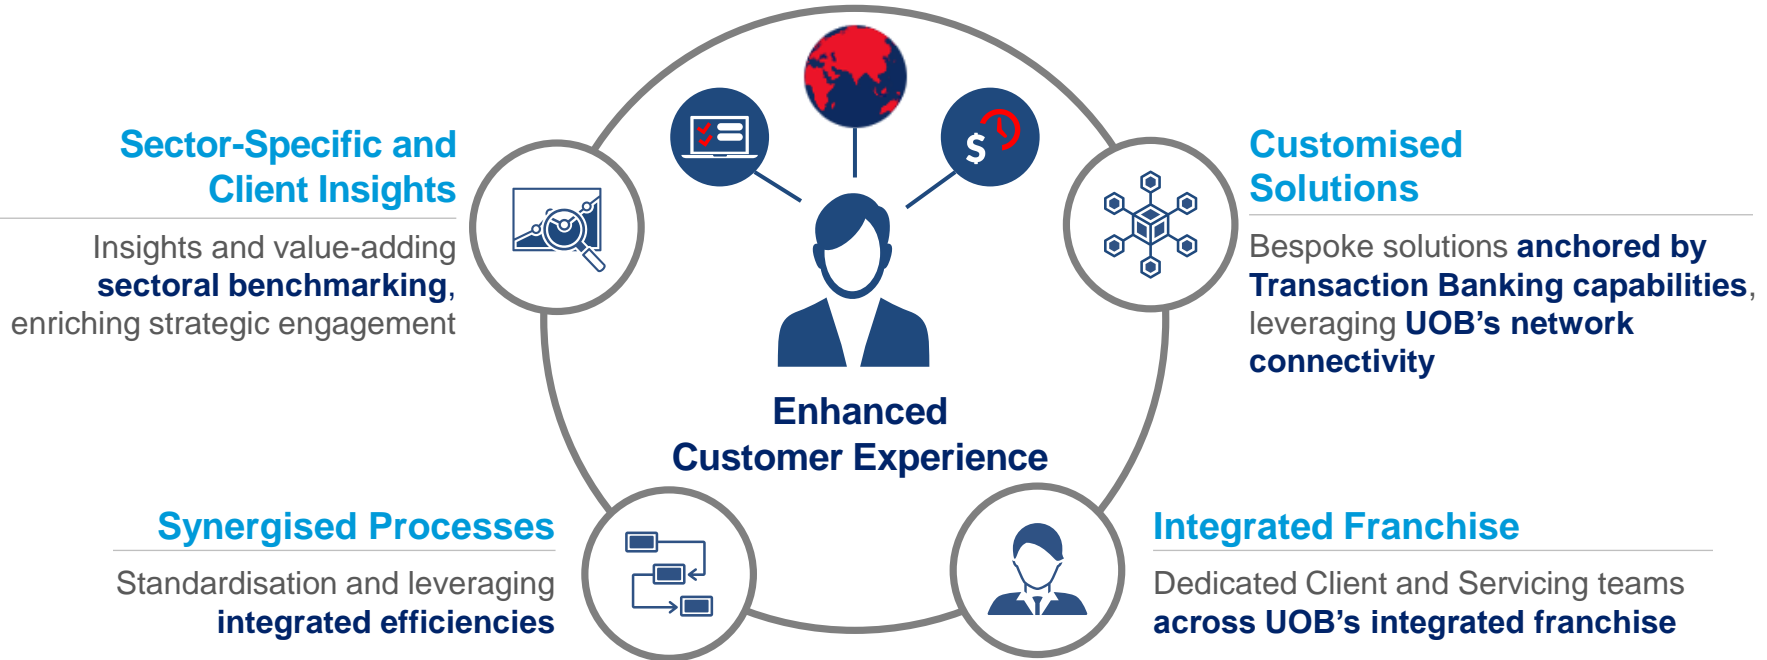 Sector-Specific and
Client Insights
Insights and value-adding
sectoral benchmarking,
enriching strategic engagement
$
Customised
Solutions
Bespoke solutions anchored by
Transaction Banking capabilities,
leveraging UOB’s network
connectivity
Enhanced
Customer Experience
Synergised Processes
Standardisation and leveraging
integrated efficiencies
Integrated Franchise
Dedicated Client and Servicing teams
across UOB’s integrated franchise